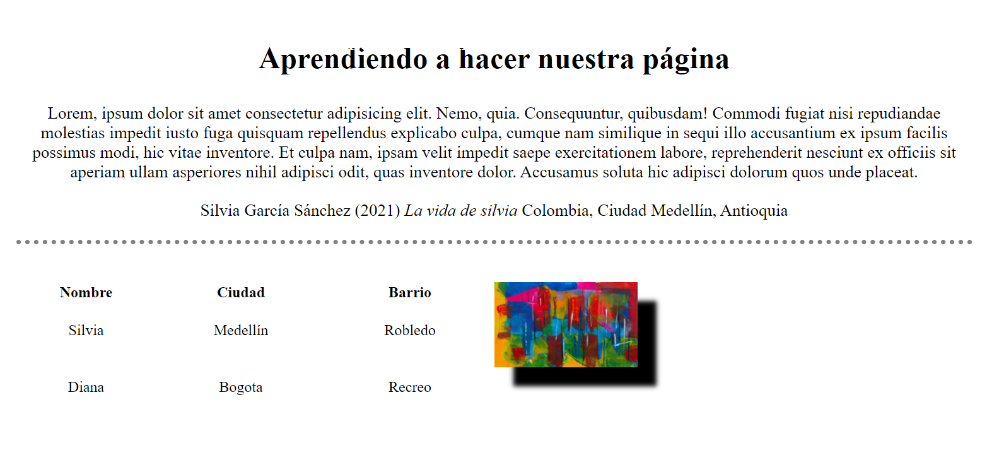 Aprendiendo a hacer nuestra página
Lorem, ipsum dolor sit amet consectetur adipisicing elit. Nemo, quia. Consequuntur, quibusdam! Commodi fugiat nisi repudiandae
molestias impedit iusto fuga quisquam repellendus explicabo culpa, cumque nam similique in sequi illo accusantium ex ipsum facilis
possimus modi, hic vitae inventore. Et culpa nam, ipsam velit impedit saepe exercitationem labore, reprehenderit nesciunt ex officiis sit
aperiam ullam asperiores nihil adipisci odit, quas inventore dolor. Accusamus soluta hic adipisci dolorum quos unde placeat.
Silvia García Sánchez (2021) La vida de silvia Colombia, Ciudad Medellín, Antioquia
Nombre Ciudad Barrio
Silvia Medellín Robledo
Diana Bogota Recreo